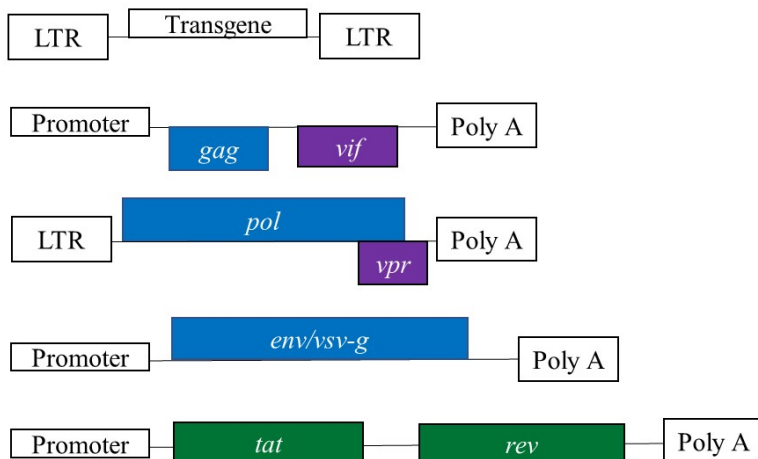 LTR Transgene LTR
Promoter gag vif Poly A
LTR pol vpr Poly A
Promoter env/vsv-g Poly A
Promoter tat rev Poly A